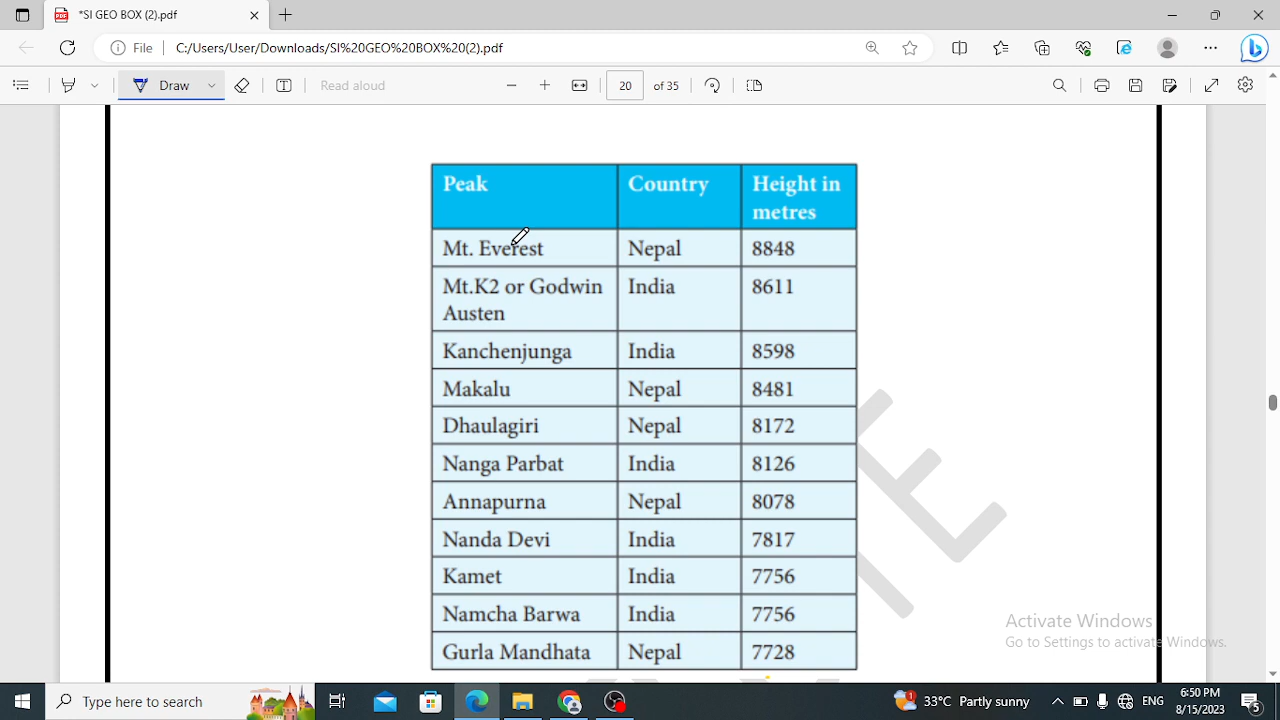 *SI GEO BOX (2).pdf
File C:/Users/User/Downloads/SI%20GEO%20BOX%20(2).pdf
Draw Read aloud 20 of 35
Peak Country Height in metres
Mt. Everest Nepal 8848
Mt.K2 or Godwin Austen India 8611
Kanchenjunga India 8598
Makalu Nepal 8481
Dhaulagiri Nepal 8172
Nanga Parbat India 8126
Annapurna Nepal 8078
Nanda Devi India 7817
Kamet India 7756
Namcha Barwa India 7756
Gurla Mandhata Nepal 7728
Activate Windows
Go to Settings to activate Windows.
Type here to search 1 33°C Partly sunny ENG 6:50 PM
8/15/2023 5